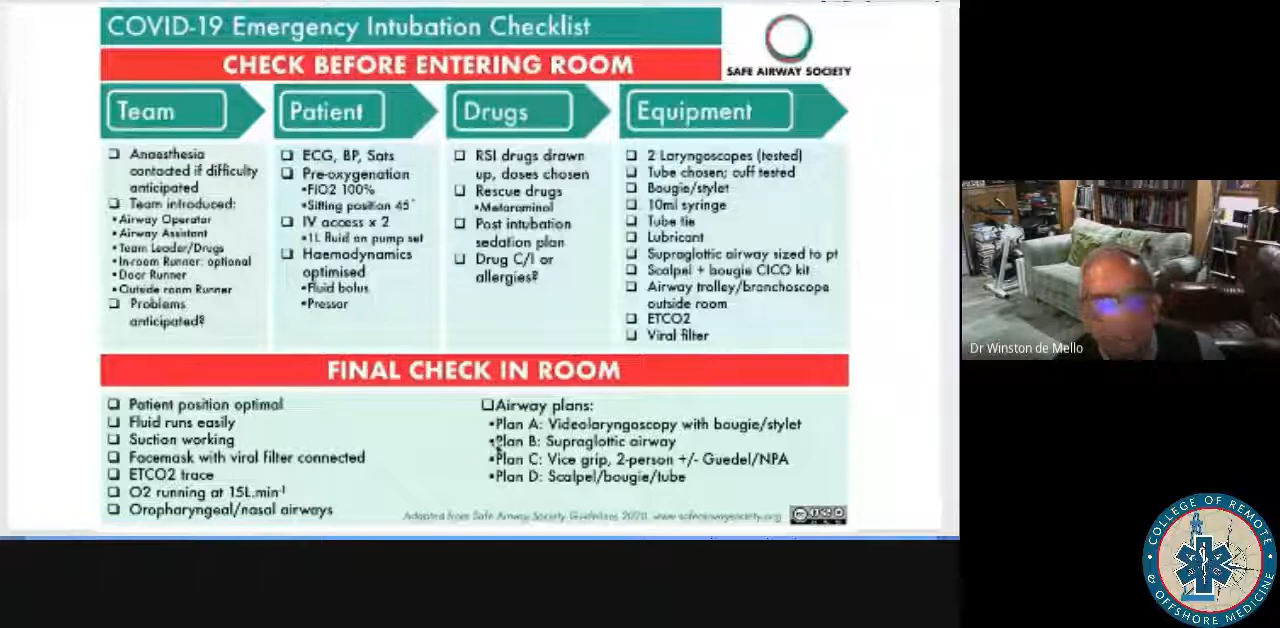 COVID-19 Emergency Intubation Checklist
CHECK BEFORE ENTERING ROOM
SAFE AIRWAY SOCIETY
Team
Patient
Drugs
Equipment
❑ Anaesthesia
contacted if difficulty
anticipated
❑ Team introduced:
•Airway Operator
•Airway Assistant
•Team Leader/Drugs
•In-room Runner: optional
•Door Runner
•Outside room Runner
❑ Problems
anticipated?
❑ ECG, BP, Sats
❑ Pre-oxygenation
•FiO2 100%
•Sitting position 45°
❑ IV access x 2
•1L fluid on pump set
❑ Haemodynamics
optimised
•Fluid bolus
•Pressor
❑ RSI drugs drawn
up, doses chosen
❑ Rescue drugs
•Metaraminol
❑ Post intubation
sedation plan
❑ Drug C/I or
allergies?
❑ 2 Laryngoscopes (tested)
❑ Tube chosen; cuff tested
❑ Bougie/stylet
❑ 10ml syringe
❑ Tube tie
❑ Lubricant
❑ Supraglottic airway sized to pt
❑ Scalpel + bougie CICO kit
❑ Airway trolley/bronchoscope
outside room
❑ ETCO2
❑ Viral filter
FINAL CHECK IN ROOM
❑ Patient position optimal
❑ Fluid runs easily
❑ Suction working
❑ Facemask with viral filter connected
❑ ETCO2 trace
❑ O2 running at 15L.min⁻¹
❑ Oropharyngeal/nasal airways
❑Airway plans:
•Plan A: Videolaryngoscopy with bougie/stylet
•Plan B: Supraglottic airway
•Plan C: Vice grip, 2-person +/- Guedel/NPA
•Plan D: Scalpel/bougie/tube
Adapted from Safe Airway Society Guidelines 2020. www.safeairwaysociety.org
Dr Winston de Mello
COLLEGE OF REMOTE
& OFFSHORE MEDICINE